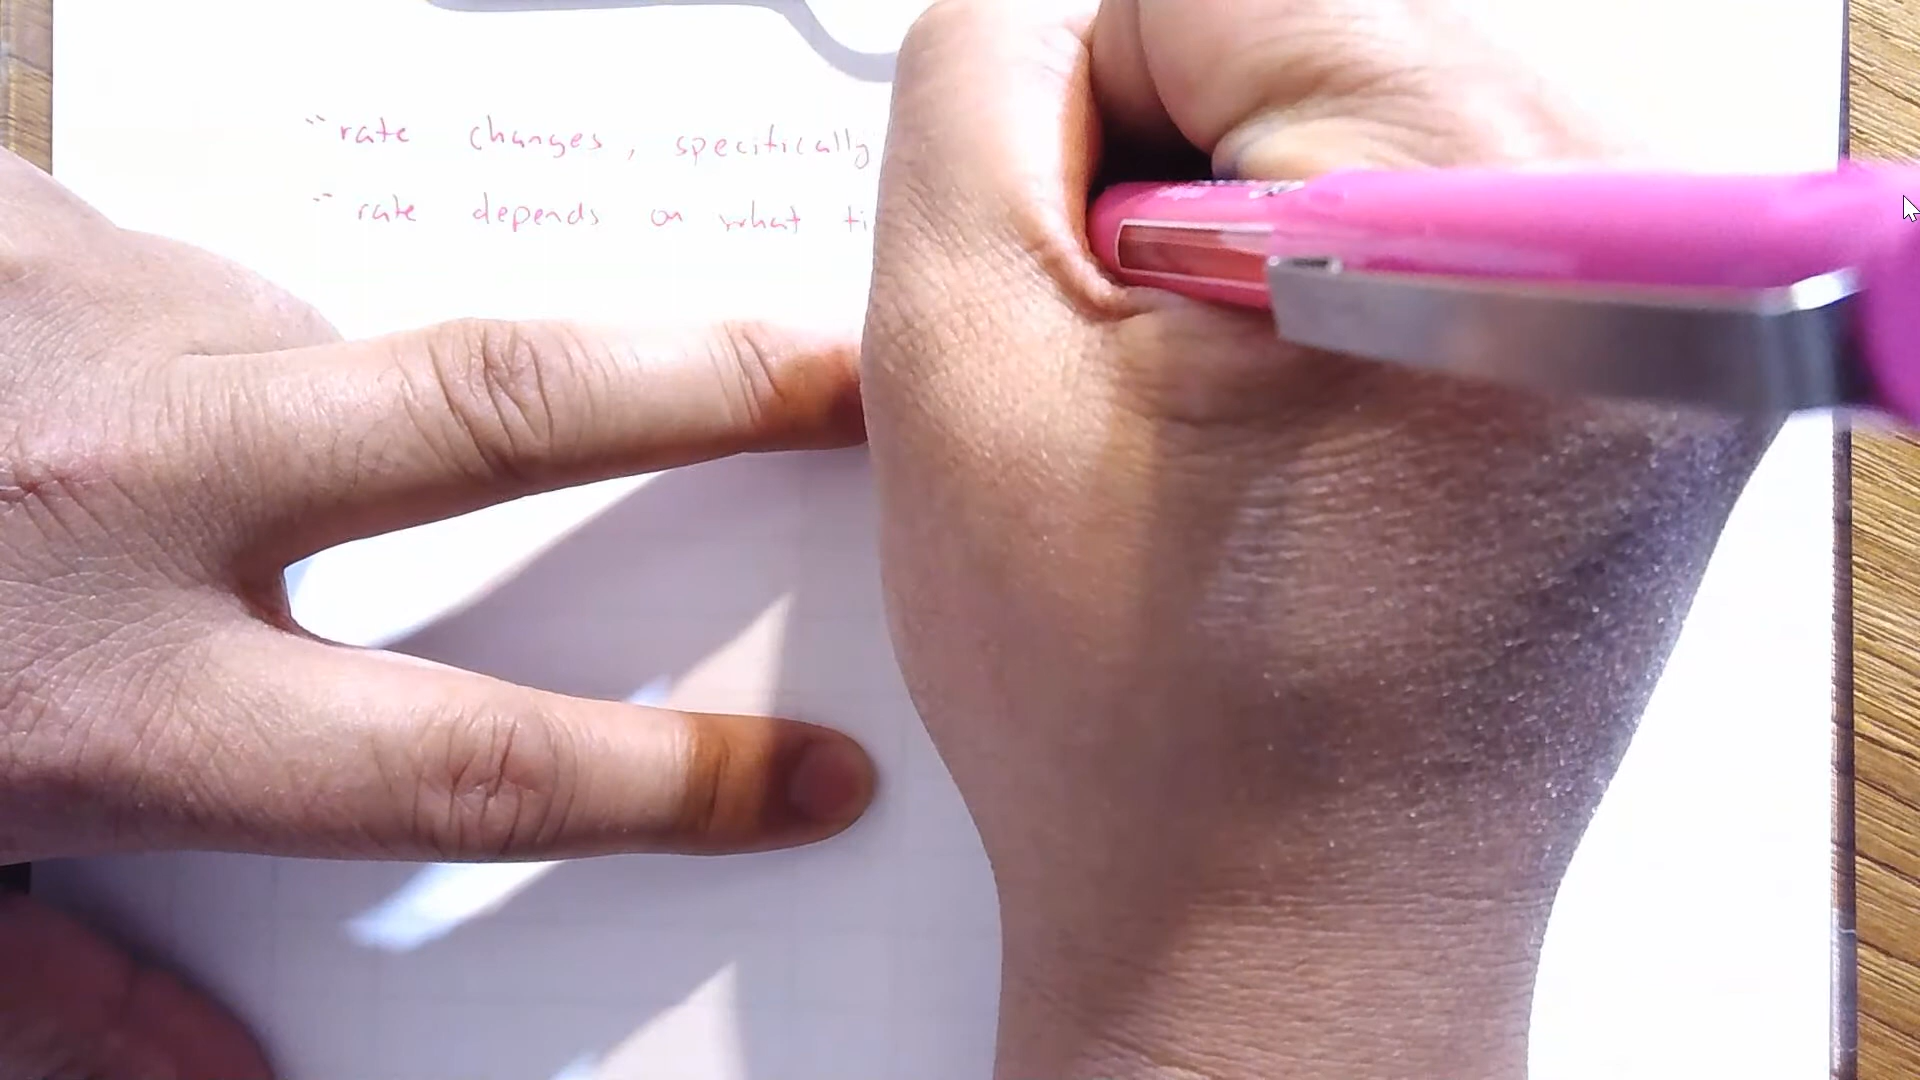 "rate changes, specifically
"rate depends on what